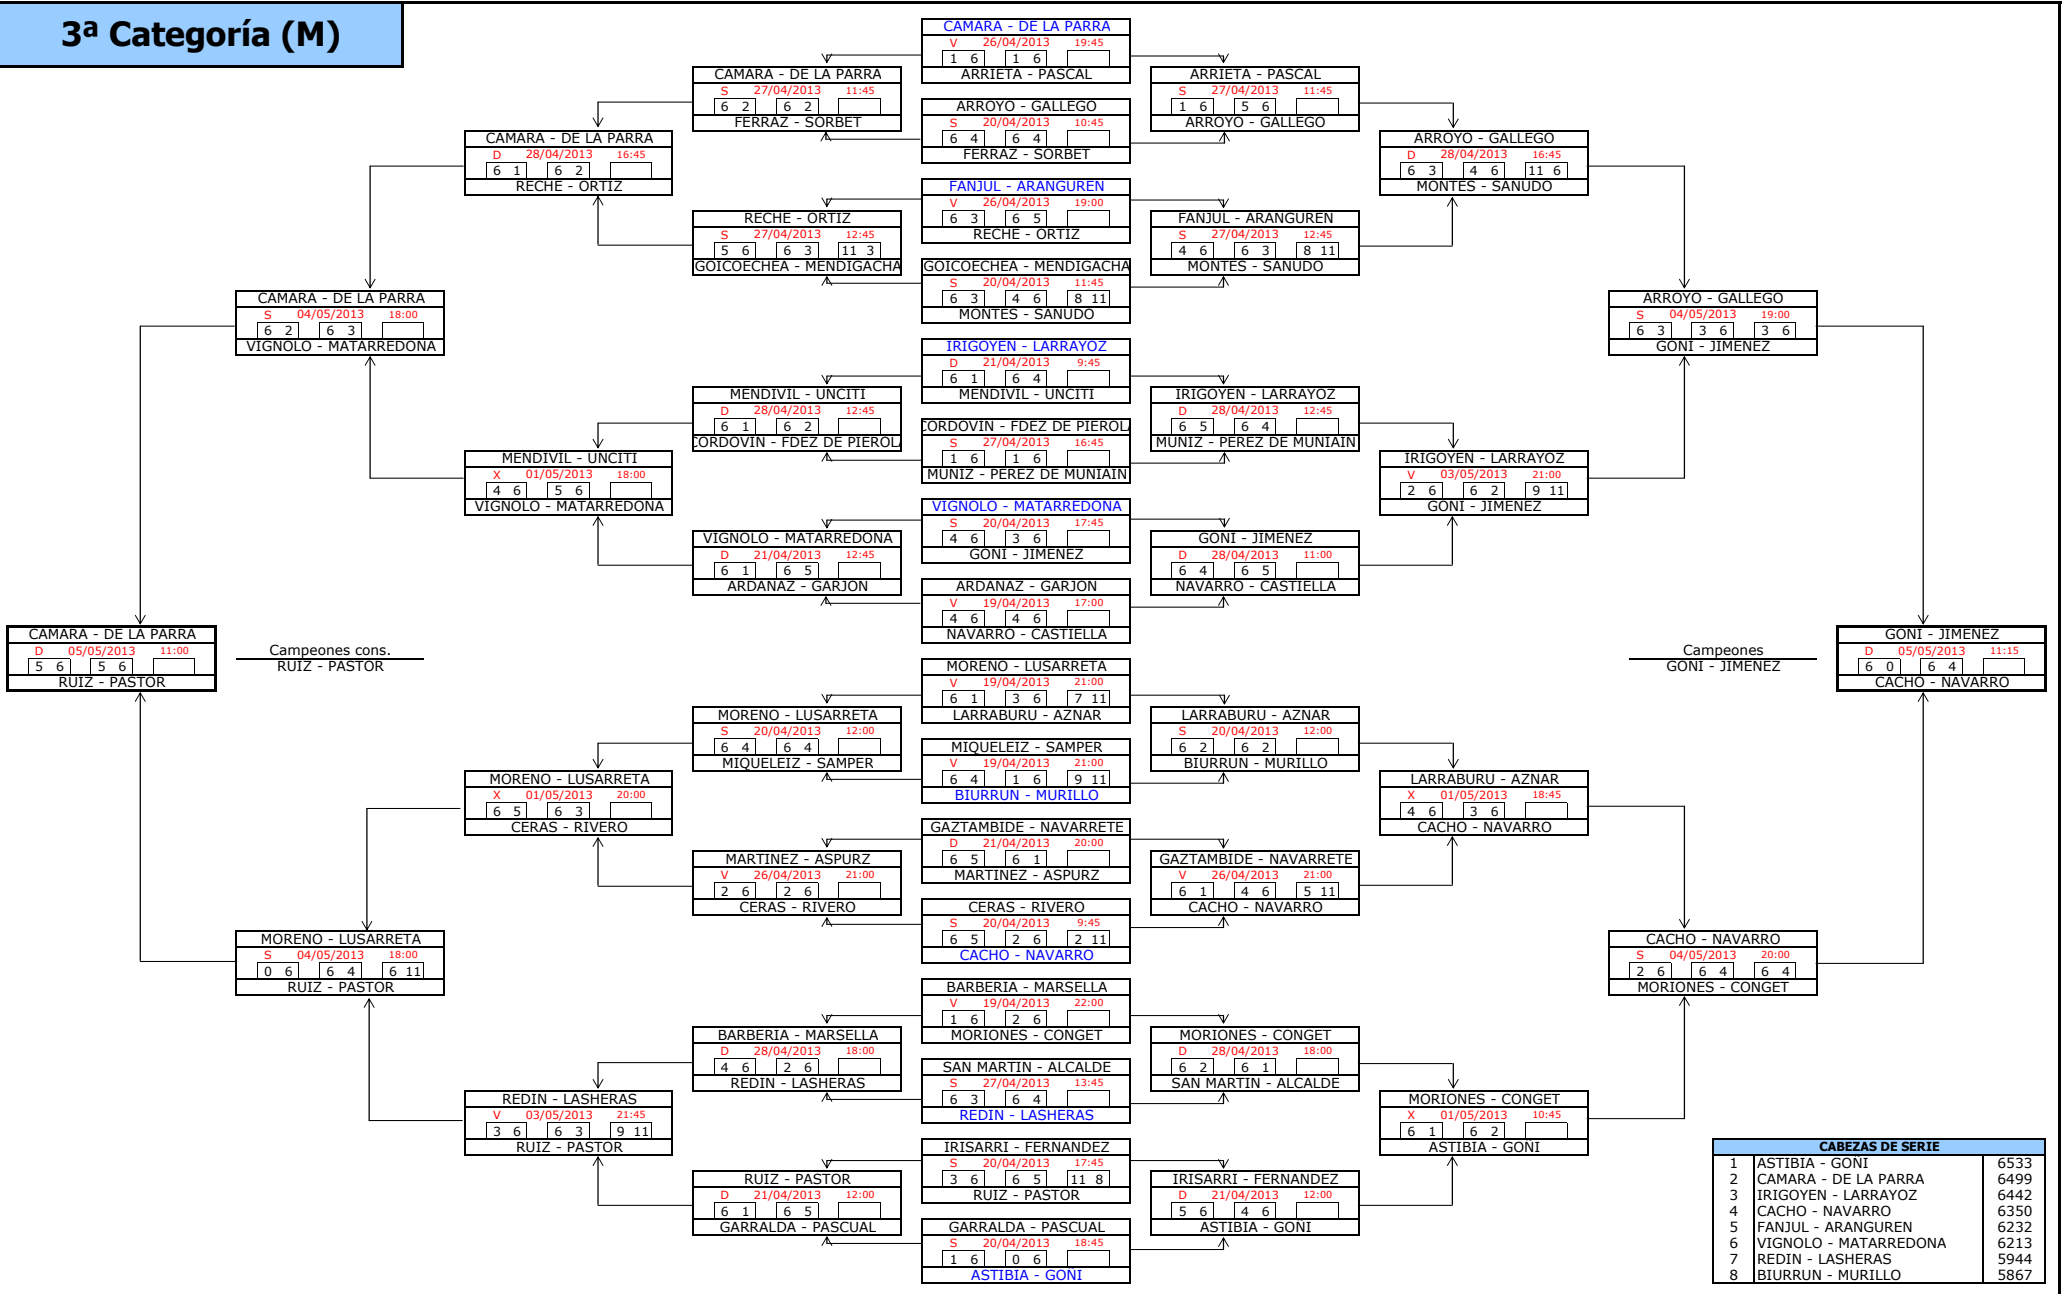 3ª Categoría (M)
CAMARA - DE LA PARRA
D 05/05/2013 11:00
5 6 5 6
RUIZ - PASTOR
Campeones cons.
RUIZ - PASTOR
CAMARA - DE LA PARRA
S 04/05/2013 18:00
6 2 6 3
VIGNOLO - MATARREDONA
MORENO - LUSARRETA
S 04/05/2013 18:00
0 6 6 4 6 11
RUIZ - PASTOR
CAMARA - DE LA PARRA
D 28/04/2013 16:45
6 1 6 2
RECHE - ORTIZ
MENDIVIL - UNCITI
X 01/05/2013 18:00
4 6 5 6
VIGNOLO - MATARREDONA
MORENO - LUSARRETA
X 01/05/2013 20:00
6 5 6 3
CERAS - RIVERO
REDIN - LASHERAS
V 03/05/2013 21:45
3 6 6 3 9 11
RUIZ - PASTOR
CAMARA - DE LA PARRA
S 27/04/2013 11:45
6 2 6 2
FERRAZ - SORBET
RECHE - ORTIZ
S 27/04/2013 12:45
5 6 6 3 11 3
GOICOECHEA - MENDIGACHA
MENDIVIL - UNCITI
D 28/04/2013 12:45
6 1 6 2
CORDOVIN - FDEZ DE PIEROLA
VIGNOLO - MATARREDONA
D 21/04/2013 12:45
6 1 6 5
ARDANAZ - GARJON
MORENO - LUSARRETA
S 20/04/2013 12:00
6 4 6 4
MIQUELEIZ - SAMPER
MARTINEZ - ASPURZ
V 26/04/2013 21:00
2 6 2 6
CERAS - RIVERO
BARBERIA - MARSELLA
D 28/04/2013 18:00
4 6 2 6
REDIN - LASHERAS
RUIZ - PASTOR
D 21/04/2013 12:00
6 1 6 5
GARRALDA - PASCUAL
CAMARA - DE LA PARRA
V 26/04/2013 19:45
1 6 1 6
ARRIETA - PASCAL
ARROYO - GALLEGO
S 20/04/2013 10:45
6 4 6 4
FERRAZ - SORBET
FANJUL - ARANGUREN
V 26/04/2013 19:00
6 3 6 5
RECHE - ORTIZ
GOICOECHEA - MENDIGACHA
S 20/04/2013 11:45
6 3 4 6 8 11
MONTES - SAÑUDO
IRIGOYEN - LARRAYOZ
D 21/04/2013 9:45
6 1 6 4
MENDIVIL - UNCITI
CORDOVIN - FDEZ DE PIEROLA
S 27/04/2013 16:45
1 6 1 6
MUÑIZ - PEREZ DE MUNIAIN
VIGNOLO - MATARREDONA
S 20/04/2013 17:45
4 6 3 6
GOÑI - JIMENEZ
ARDANAZ - GARJON
V 19/04/2013 17:00
4 6 4 6
NAVARRO - CASTIELLA
MORENO - LUSARRETA
V 19/04/2013 21:00
6 1 3 6 7 11
LARRABURU - AZNAR
MIQUELEIZ - SAMPER
V 19/04/2013 21:00
6 4 1 6 9 11
BIURRUN - MURILLO
GAZTAMBIDE - NAVARRETE
D 21/04/2013 20:00
6 5 6 1
MARTINEZ - ASPURZ
CERAS - RIVERO
S 20/04/2013 9:45
6 5 2 6 2 11
CACHO - NAVARRO
BARBERIA - MARSELLA
V 19/04/2013 22:00
1 6 2 6
MORIONES - CONGET
SAN MARTIN - ALCALDE
S 27/04/2013 13:45
6 3 6 4
REDIN - LASHERAS
IRISARRI - FERNANDEZ
S 20/04/2013 17:45
3 6 6 5 11 8
RUIZ - PASTOR
GARRALDA - PASCUAL
S 20/04/2013 18:45
1 6 0 6
ASTIBIA - GOÑI
ARRIETA - PASCAL
S 27/04/2013 11:45
1 6 5 6
ARROYO - GALLEGO
FANJUL - ARANGUREN
S 27/04/2013 12:45
4 6 6 3 8 11
MONTES - SAÑUDO
IRIGOYEN - LARRAYOZ
D 28/04/2013 12:45
6 5 6 4
MUÑIZ - PEREZ DE MUNIAIN
GOÑI - JIMENEZ
D 28/04/2013 11:00
6 4 6 5
NAVARRO - CASTIELLA
LARRABURU - AZNAR
S 20/04/2013 12:00
6 2 6 2
BIURRUN - MURILLO
GAZTAMBIDE - NAVARRETE
V 26/04/2013 21:00
6 1 4 6 5 11
CACHO - NAVARRO
MORIONES - CONGET
D 28/04/2013 18:00
6 2 6 1
SAN MARTIN - ALCALDE
IRISARRI - FERNANDEZ
D 21/04/2013 12:00
5 6 4 6
ASTIBIA - GOÑI
ARROYO - GALLEGO
D 28/04/2013 16:45
6 3 4 6 11 6
MONTES - SAÑUDO
IRIGOYEN - LARRAYOZ
V 03/05/2013 21:00
2 6 6 2 9 11
GOÑI - JIMENEZ
LARRABURU - AZNAR
X 01/05/2013 18:45
4 6 3 6
CACHO - NAVARRO
MORIONES - CONGET
X 01/05/2013 10:45
6 1 6 2
ASTIBIA - GOÑI
ARROYO - GALLEGO
S 04/05/2013 19:00
6 3 3 6 3 6
GOÑI - JIMENEZ
CACHO - NAVARRO
S 04/05/2013 20:00
2 6 6 4 6 4
MORIONES - CONGET
Campeones
GOÑI - JIMENEZ
GOÑI - JIMENEZ
D 05/05/2013 11:15
6 0 6 4
CACHO - NAVARRO
CABEZAS DE SERIE
1 ASTIBIA - GOÑI 6533
2 CAMARA - DE LA PARRA 6499
3 IRIGOYEN - LARRAYOZ 6442
4 CACHO - NAVARRO 6350
5 FANJUL - ARANGUREN 6232
6 VIGNOLO - MATARREDONA 6213
7 REDIN - LASHERAS 5944
8 BIURRUN - MURILLO 5867